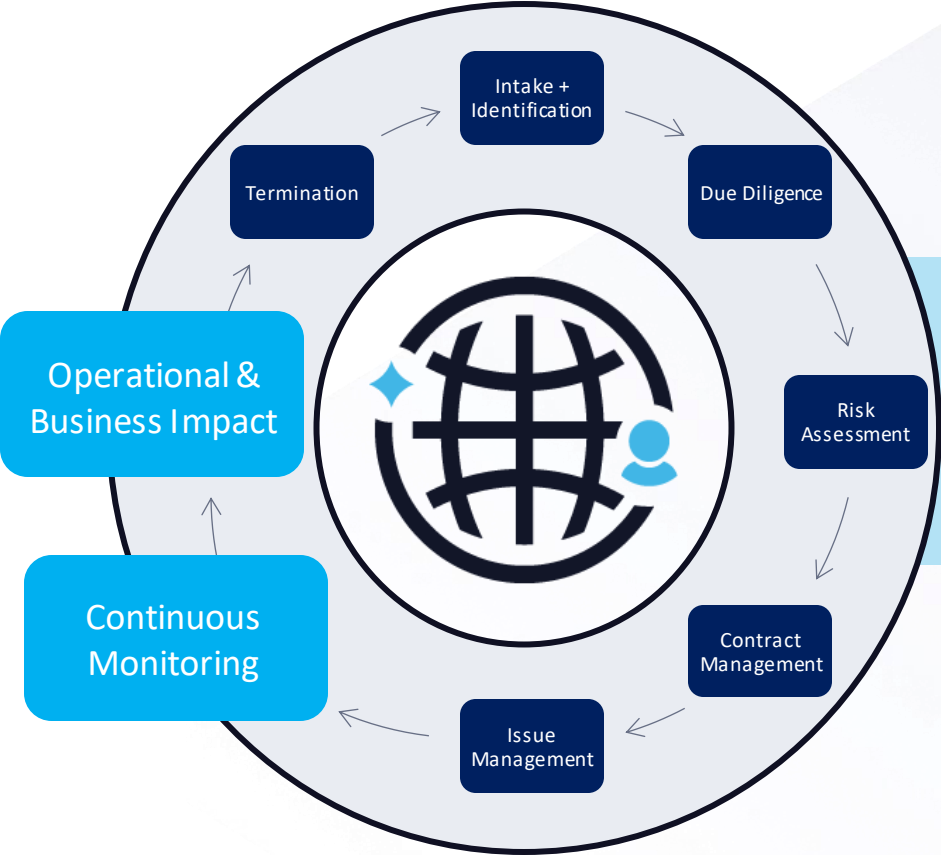 Intake +
Identification
Due Diligence
Risk
Assessment
Contract
Management
Issue
Management
Continuous
Monitoring
Operational &
Business Impact
Termination